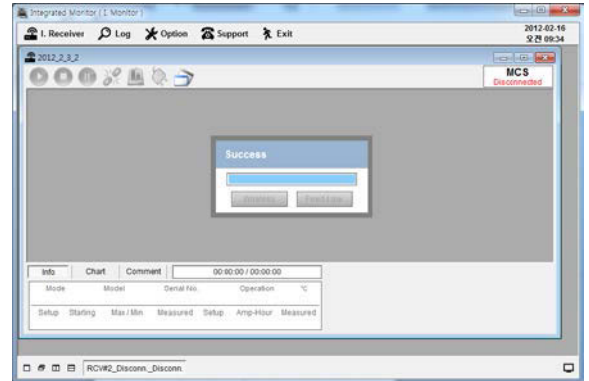 Integrated Monitor ( I. Monitor )
I. Receiver Log Option Support Exit
2012-02-16
오전 09:34
2012_2_3_2
MCS
Disconnected
Success
Info Chart Comment 00:00:00 / 00:00:00
Mode Model Serial No. Operation ℃
Setup Starting Max / Min Measured Setup Amp-Hour Measured
RCV#2_Disconn._Disconn.